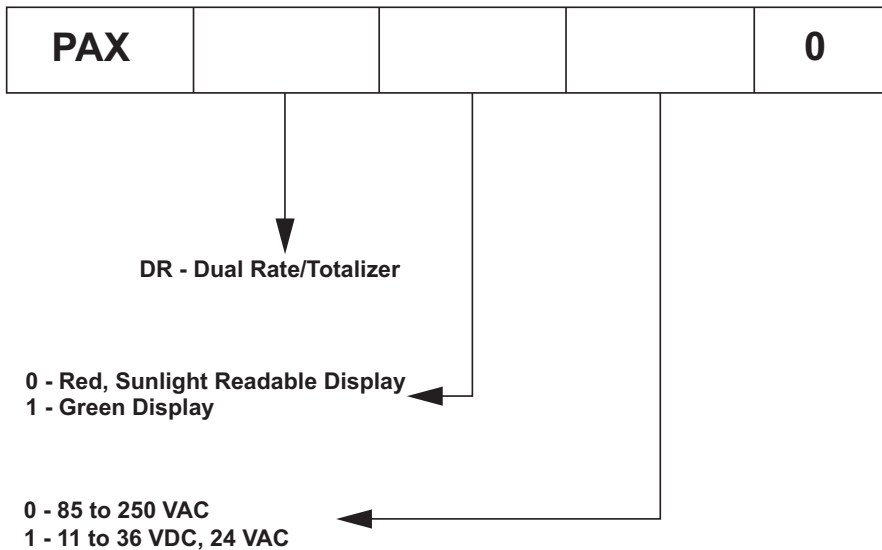 PAX 0
DR - Dual Rate/Totalizer
0 - Red, Sunlight Readable Display
1 - Green Display
0 - 85 to 250 VAC
1 - 11 to 36 VDC, 24 VAC